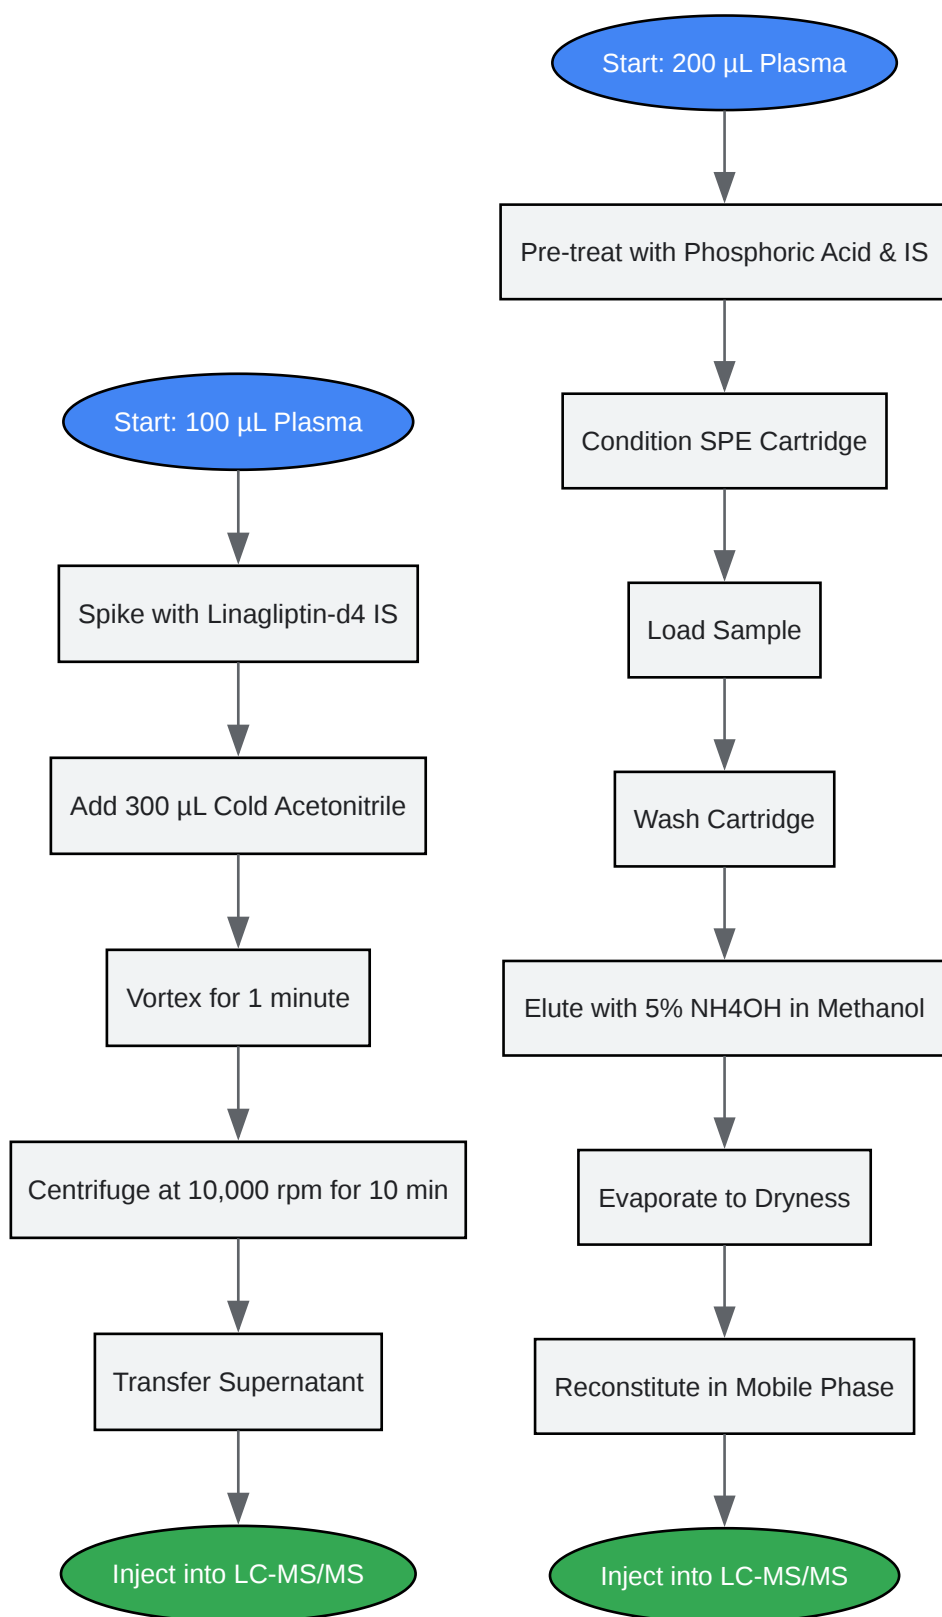 Start: 100 µL Plasma
Spike with Linagliptin-d4 IS
Add 300 µL Cold Acetonitrile
Vortex for 1 minute
Centrifuge at 10,000 rpm for 10 min
Transfer Supernatant
Inject into LC-MS/MS
Start: 200 µL Plasma
Pre-treat with Phosphoric Acid & IS
Condition SPE Cartridge
Load Sample
Wash Cartridge
Elute with 5% NH4OH in Methanol
Evaporate to Dryness
Reconstitute in Mobile Phase
Inject into LC-MS/MS